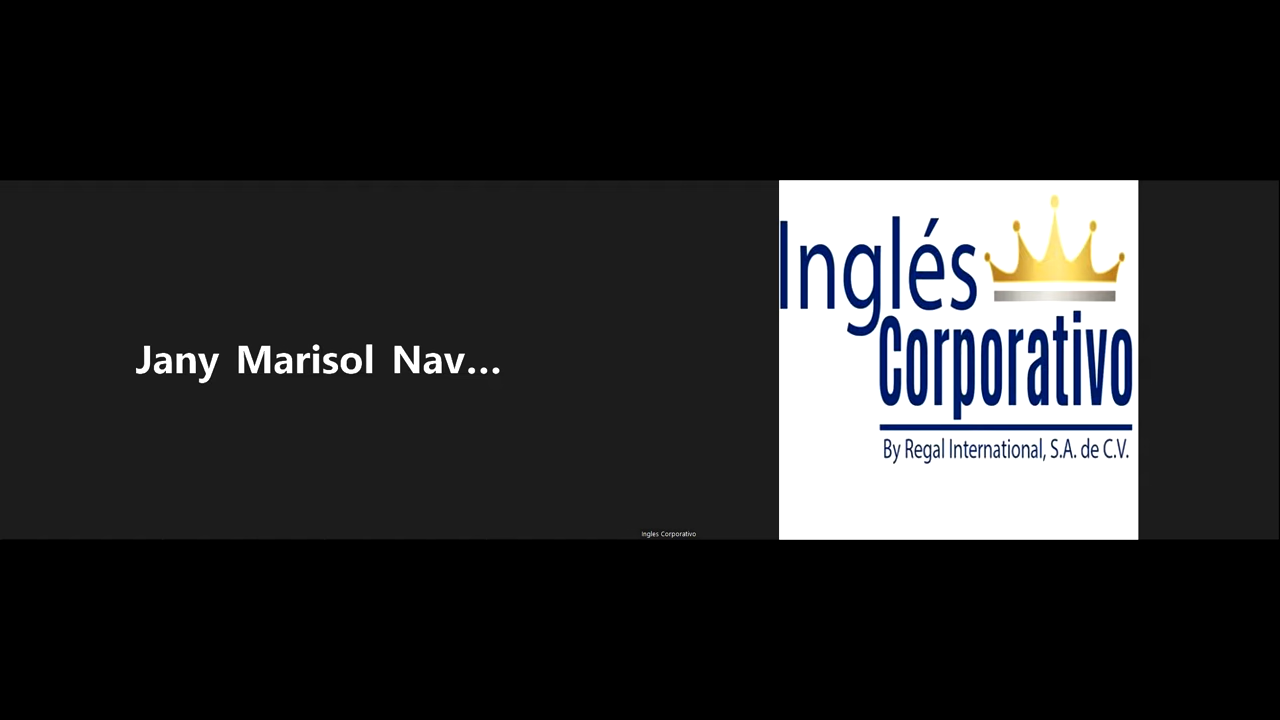 Jany Marisol Nav...
Inglés
Corporativo
By Regal International, S.A. de C.V.
Ingles Corporativo